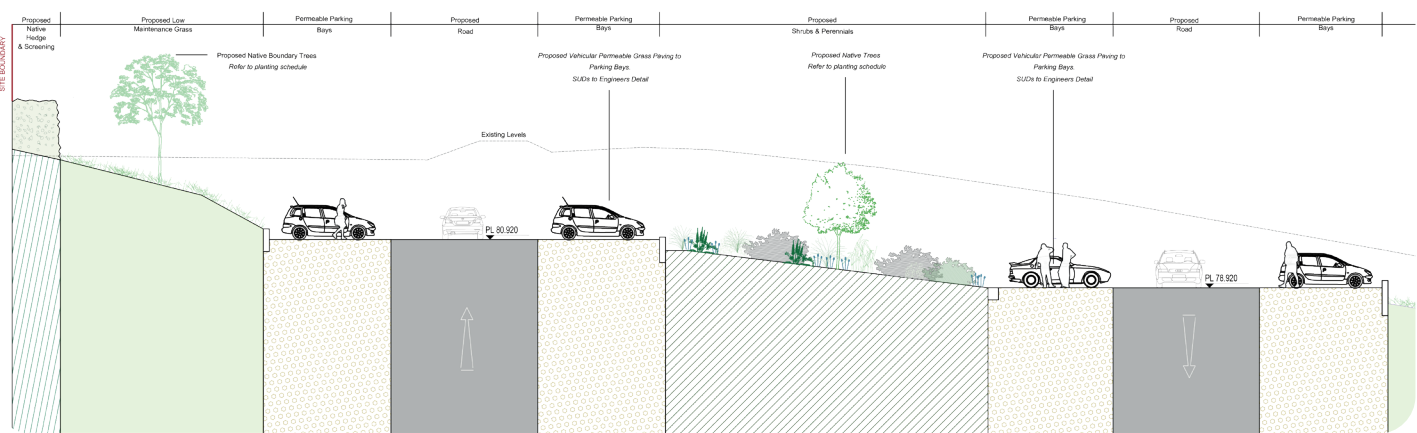 Proposed
Native
Hedge
& Screening
Proposed Low
Maintenance Grass
Permeable Parking
Bays
Proposed
Road
Permeable Parking
Bays
Proposed
Shrubs & Perennials
Permeable Parking
Bays
Proposed
Road
Permeable Parking
Bays
SITE BOUNDARY
Proposed Native Boundary Trees
Refer to planting schedule
Proposed Vehicular Permeable Grass Paving to
Parking Bays.
SUDs to Engineers Detail
Proposed Native Trees
Refer to planting schedule
Proposed Vehicular Permeable Grass Paving to
Parking Bays.
SUDs to Engineers Detail
Existing Levels
PL 80.920
PL 78.920